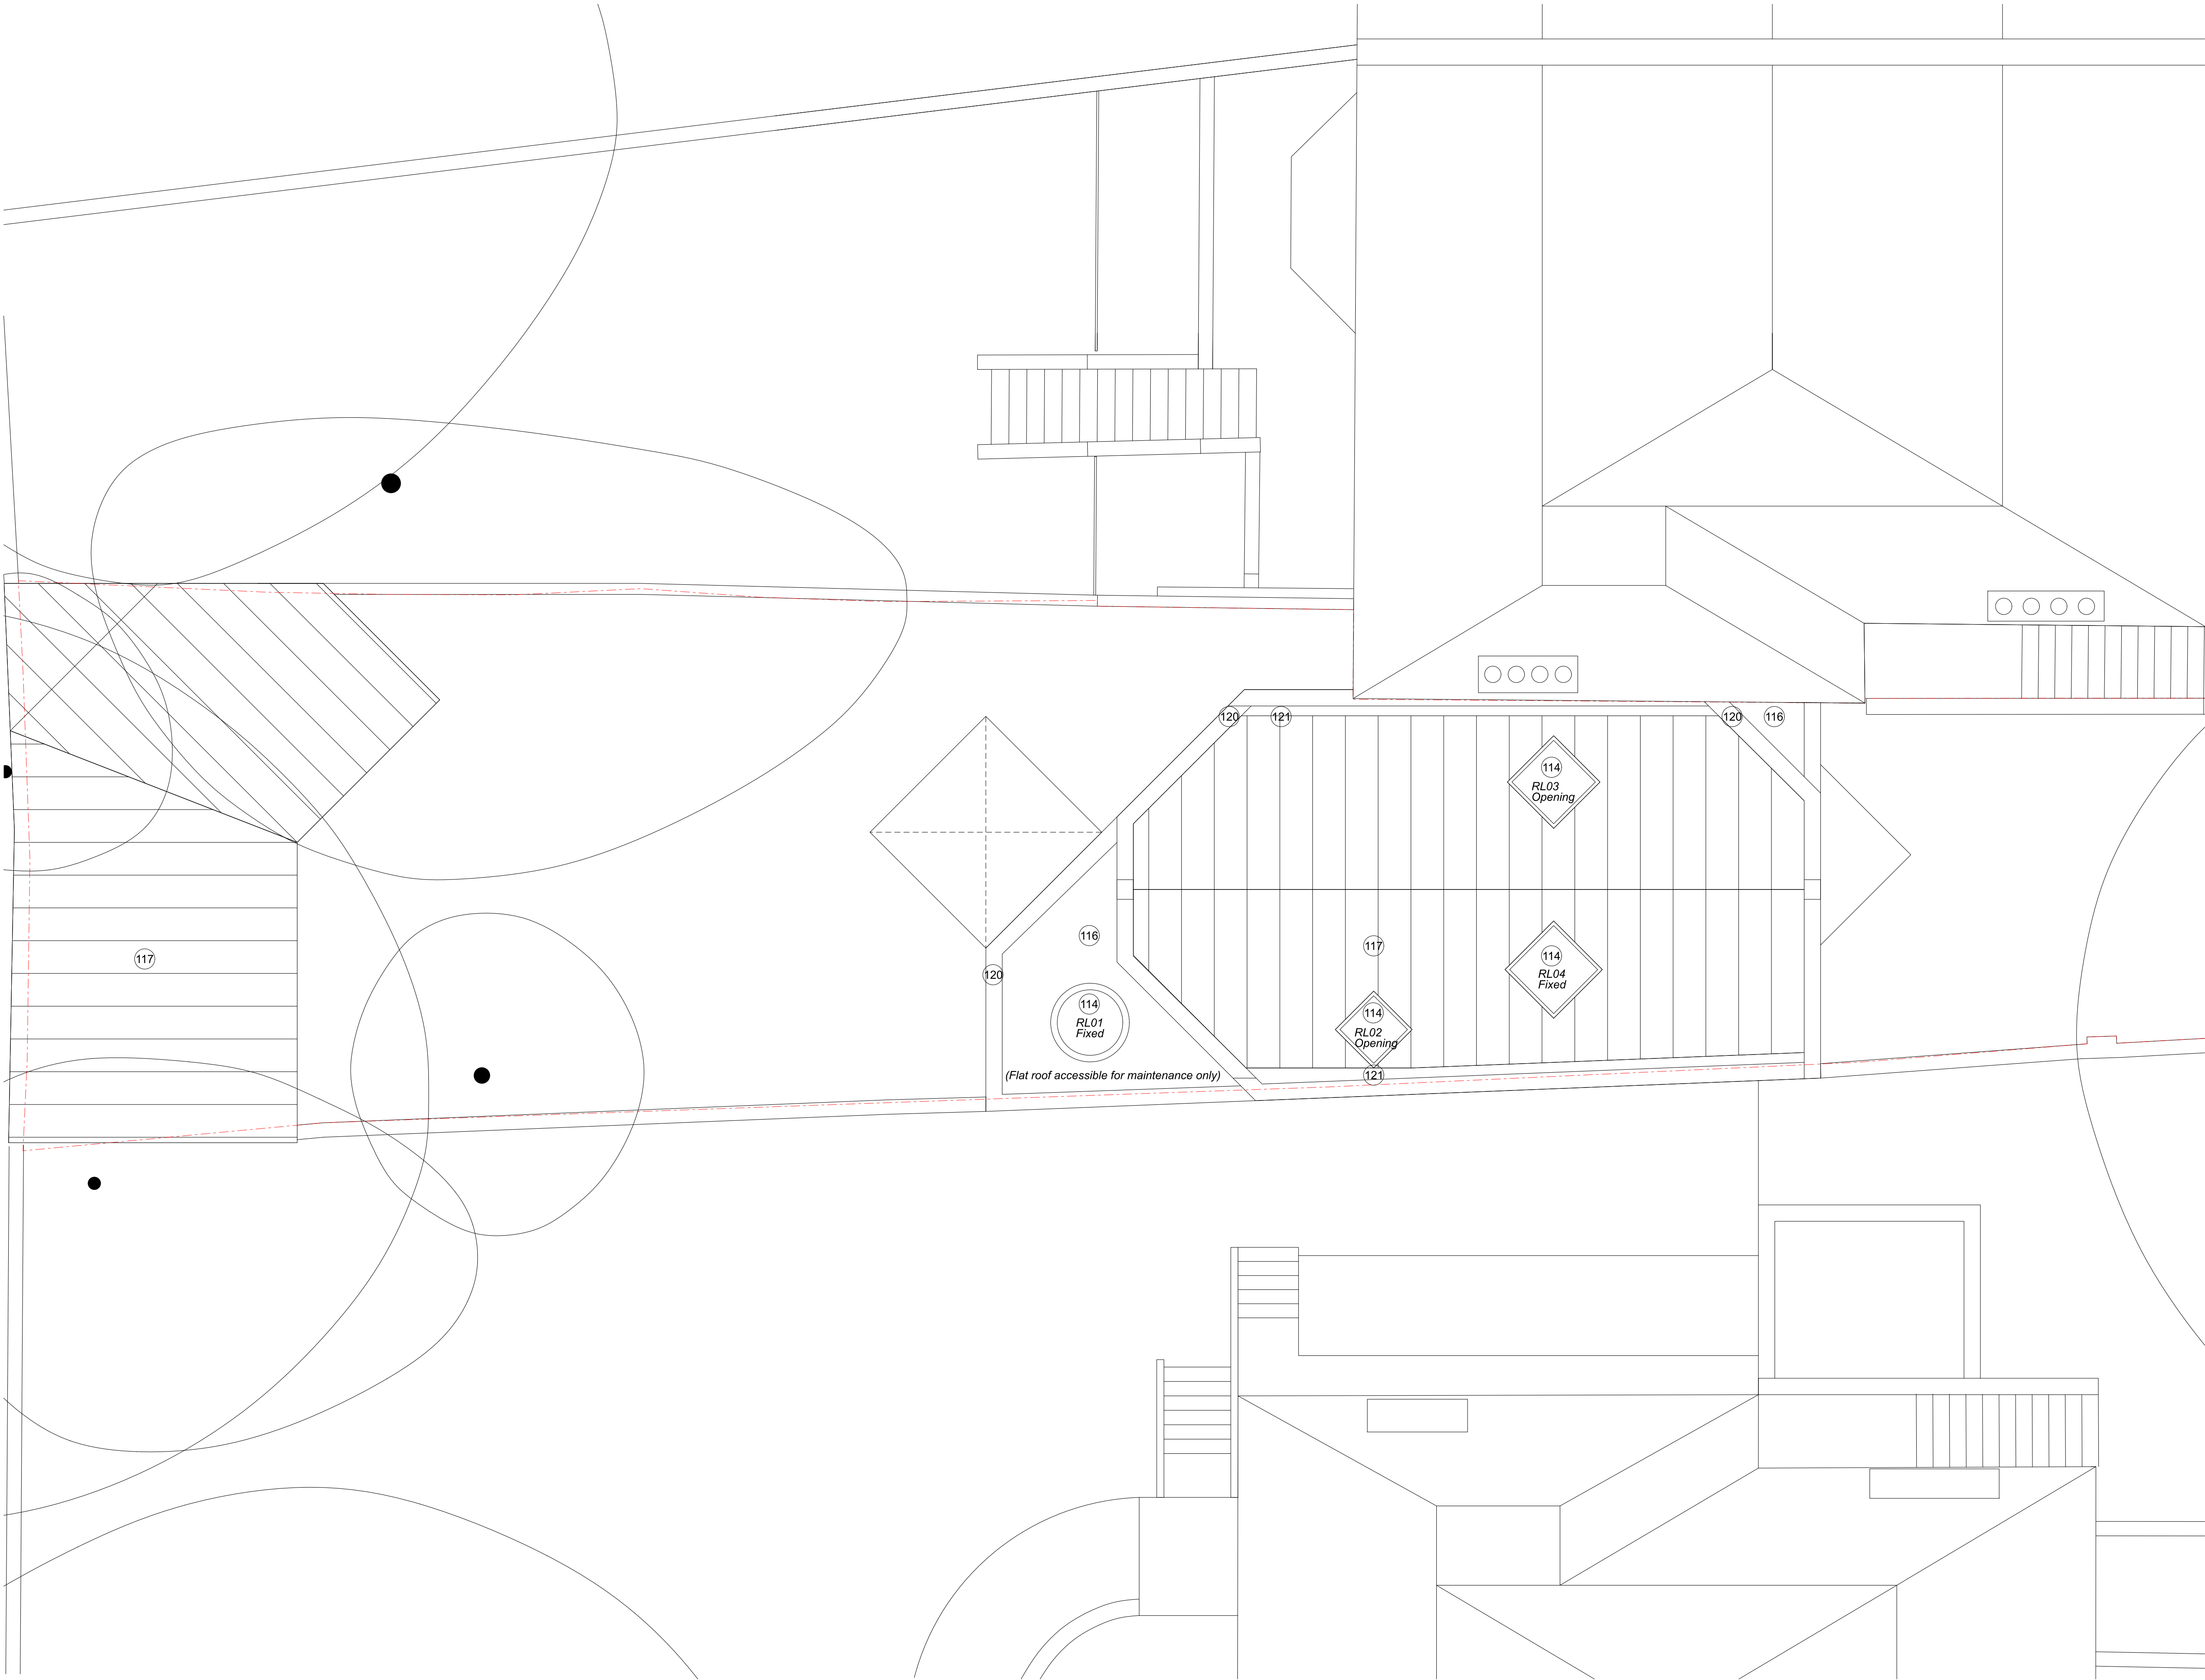 120
121
120
116
114
RL03
Opening
116
117
114
RL04
Fixed
117
120
114
RL01
Fixed
114
RL02
Opening
(Flat roof accessible for maintenance only)
121